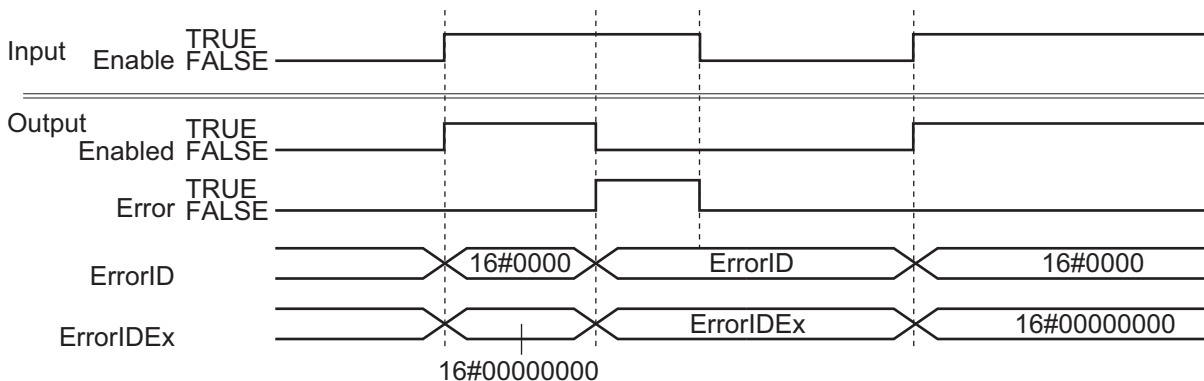 Input
Enable
TRUE
FALSE
Output
Enabled
TRUE
FALSE
Error
TRUE
FALSE
ErrorID
16#0000
ErrorID
16#0000
ErrorIDEx
ErrorIDEx
16#00000000
16#00000000